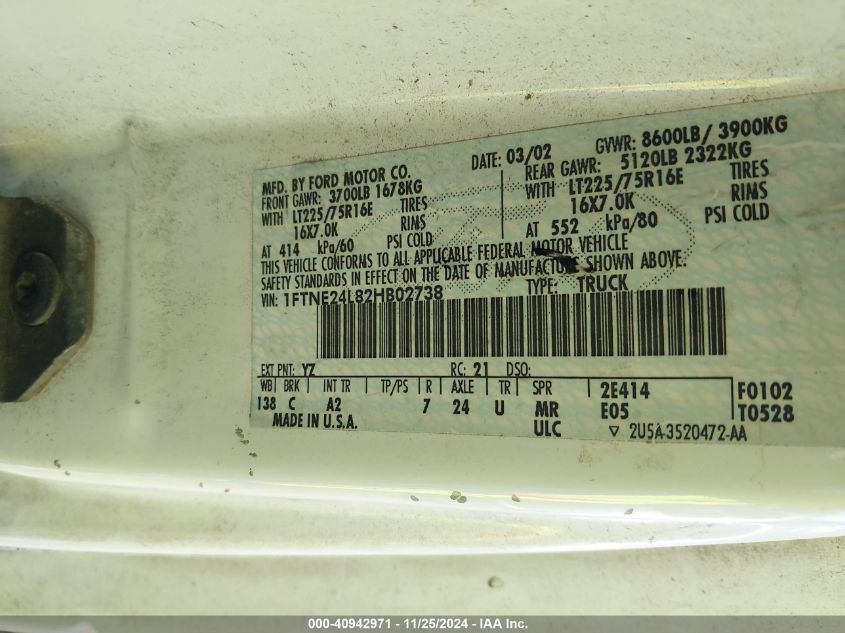 MFD. BY FORD MOTOR CO.
DATE: 03/02
GVWR: 8600LB/ 3900KG
FRONT GAWR: 3700LB 1678KG
REAR GAWR: 5120LB 2322KG
WITH LT225/75R16E TIRES
WITH LT225/75R16E TIRES
16X7.0K RIMS
16X7.0K RIMS
AT 414 kPa/60 PSI COLD
AT 552 kPa/80 PSI COLD
THIS VEHICLE CONFORMS TO ALL APPLICABLE FEDERAL MOTOR VEHICLE
SAFETY STANDARDS IN EFFECT ON THE DATE OF MANUFACTURE SHOWN ABOVE.
VIN: 1FTNE24L82HB02738
TYPE: TRUCK
EXT PNT: YZ RC: 21 DSO:
WB BRK INT TR TP/PS R AXLE TR SPR 2E414 F0102
138 C A2 7 24 U MR E05 T0528
MADE IN U.S.A. ULC ▽ 2U5A-3520472-AA
000-40942971 - 11/25/2024 - IAA Inc.